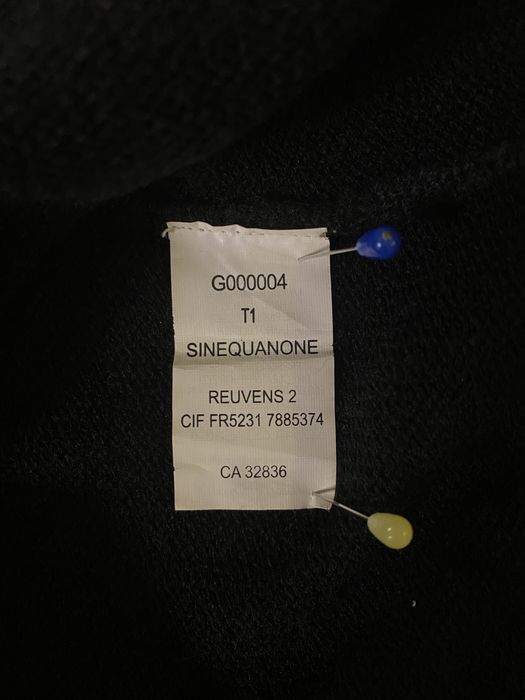 G000004
T1
SINEQUANONE
REUVENS 2
CIF FR5231 7885374
CA 32836